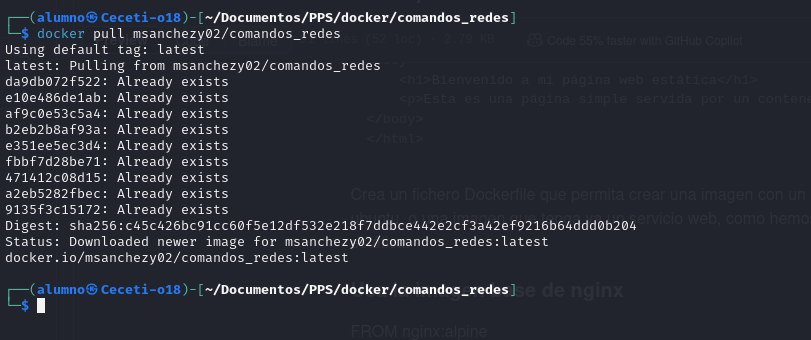 ┌──(alumno㉿Ceceti-o18)-[~/Documentos/PPS/docker/comandos_redes]
└─$ docker pull msanchezy02/comandos_redes
Using default tag: latest
latest: Pulling from msanchezy02/comandos_redes
da9db072f522: Already exists
e10e486de1ab: Already exists
af9c0e53c5a4: Already exists
b2eb2b8af93a: Already exists
e351ee5ec3d4: Already exists
fbbf7d28be71: Already exists
471412c08d15: Already exists
a2eb5282fbec: Already exists
9135f3c15172: Already exists
Digest: sha256:c45c426bc91cc60f5e12df532e218f7ddbce442e2cf3a42ef9216b64ddd0b204
Status: Downloaded newer image for msanchezy02/comandos_redes:latest
docker.io/msanchezy02/comandos_redes:latest
┌──(alumno㉿Ceceti-o18)-[~/Documentos/PPS/docker/comandos_redes]
└─$
Code 55% faster with GitHub Copilot
<h1>Bienvenido a mi página web estática</h1>
<p>Esta es una página simple servida por un conten
</body>
</html>
Crea un fichero Dockerfile que permita crear una imagen con un
servicio web, como hemo
se de nginx
FROM nginx:alpine